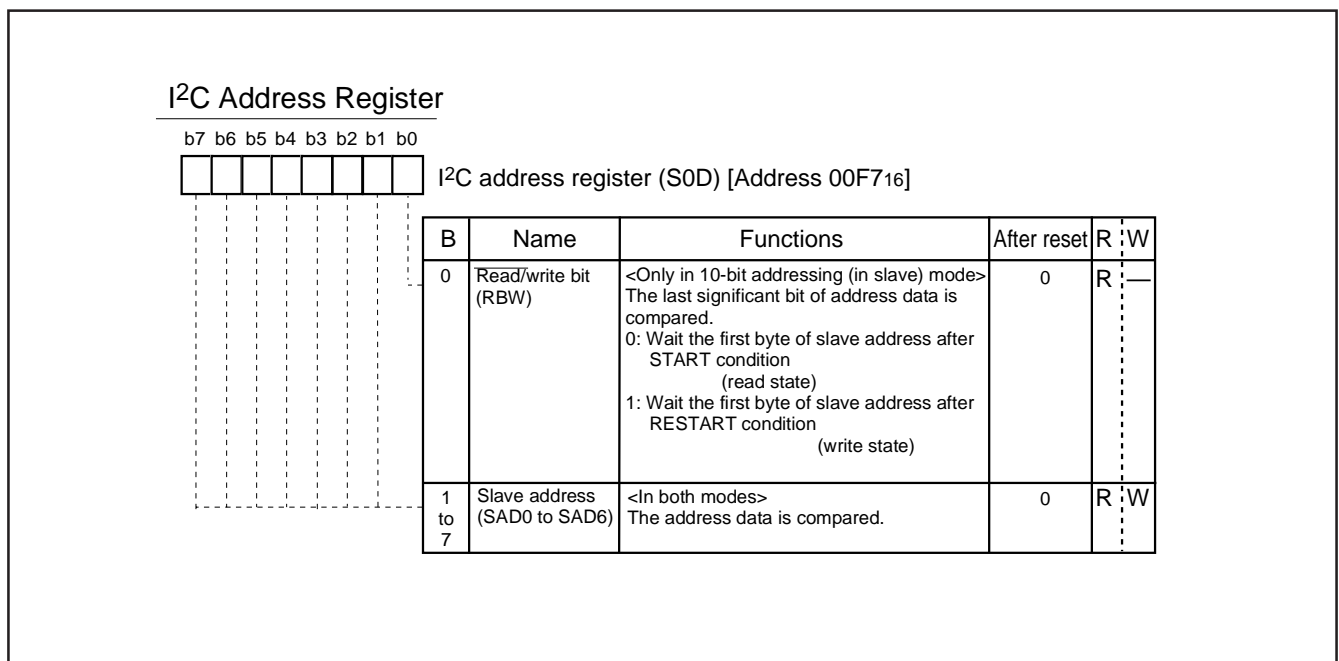 I2C Address Register
b7 b6 b5 b4 b3 b2 b1 b0
I2C address register (S0D) [Address 00F716]
B Name Functions After reset R W
0 Read/write bit (RBW) <Only in 10-bit addressing (in slave) mode> 0 R —
The last significant bit of address data is
compared.
0: Wait the first byte of slave address after
START condition
(read state)
1: Wait the first byte of slave address after
RESTART condition
(write state)
1 to 7 Slave address (SAD0 to SAD6) <In both modes> 0 R W
The address data is compared.